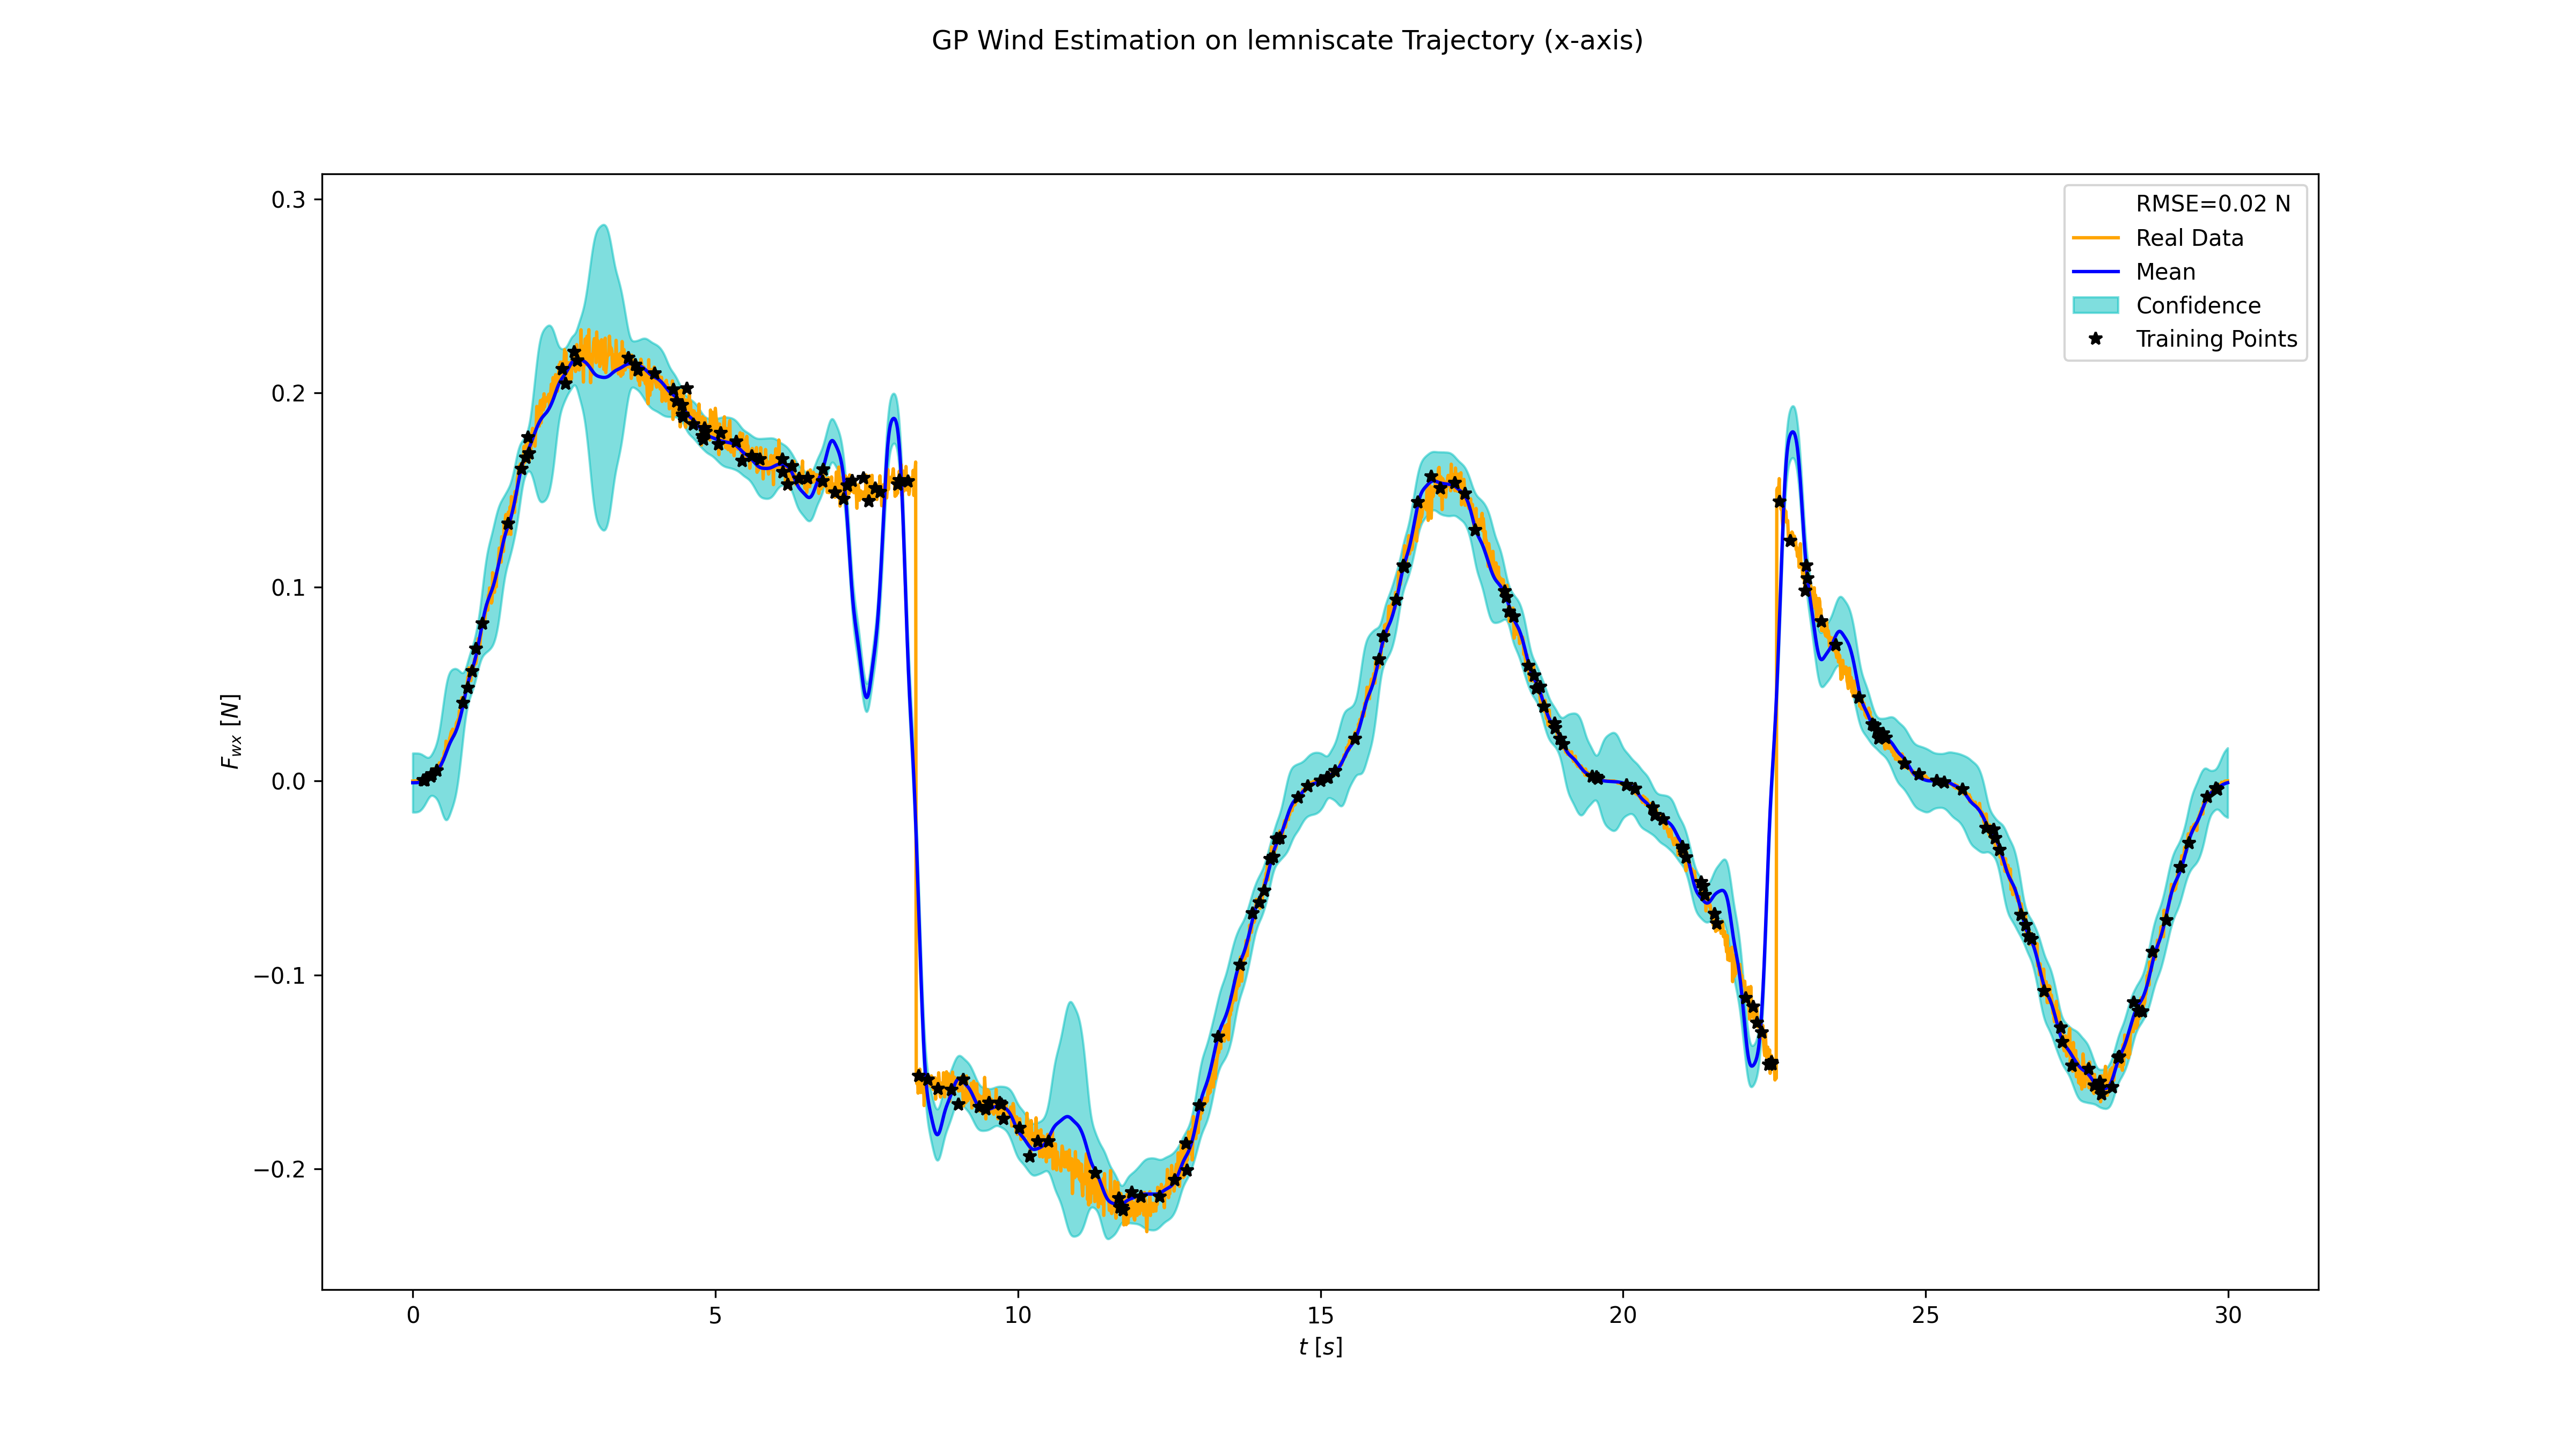 GP Wind Estimation on lemniscate Trajectory (x-axis)
RMSE=0.02 N
Real Data
Mean
Confidence
Training Points
0.3
0.2
0.1
0.0
−0.1
−0.2
F_wx [N]
0 5 10 15 20 25 30
t [s]